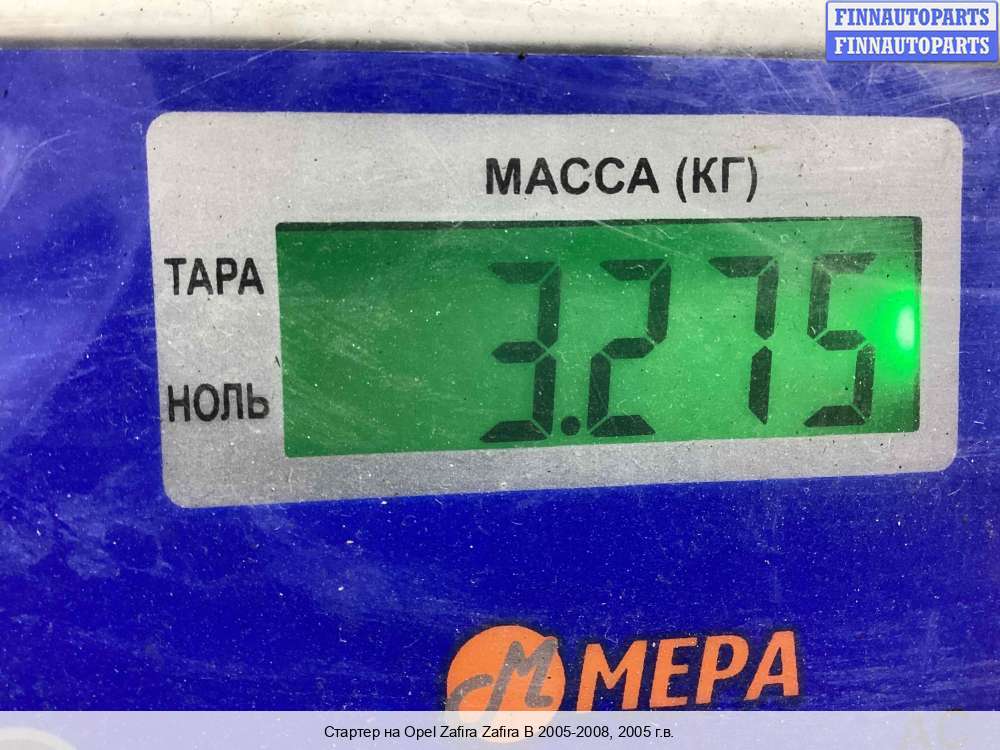 FINNAUTOPARTS
FINNAUTOPARTS
МАССА (КГ)
ТАРА
3.275
НОЛЬ
МЕРА
Стартер на Opel Zafira Zafira B 2005-2008, 2005 г.в.